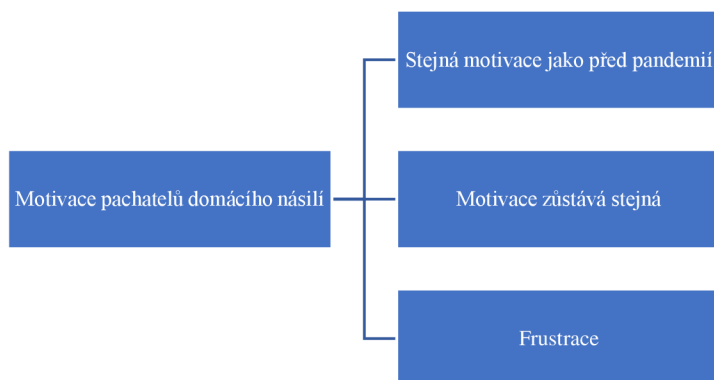 Stejná motivace jako před pandemií
Motivace pachatelů domácího násilí
Motivace zůstává stejná
Frustrace